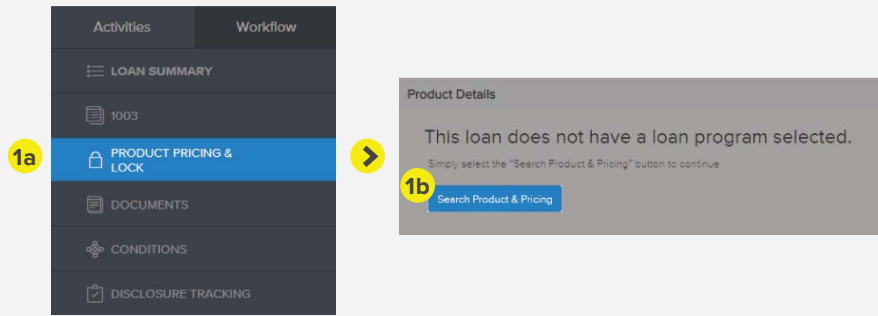 Activities
Workflow
LOAN SUMMARY
1003
1a
PRODUCT PRICING &
LOCK
DOCUMENTS
CONDITIONS
DISCLOSURE TRACKING
Product Details
This loan does not have a loan program selected.
Simply select the "Search Product & Pricing" button to continue
1b
Search Product & Pricing